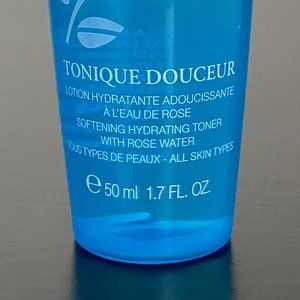 TONIQUE DOUCEUR
LOTION HYDRATANTE ADOUCISSANTE
À L'EAU DE ROSE
SOFTENING HYDRATING TONER
WITH ROSE WATER
TOUS TYPES DE PEAUX - ALL SKIN TYPES
℮ 50 ml 1.7 FL. OZ.